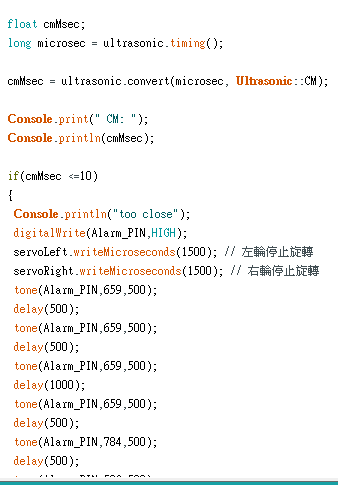 float cmMsec;
long microsec = ultrasonic.timing();
cmMsec = ultrasonic.convert(microsec, Ultrasonic::CM);
Console.print(" CM: ");
Console.println(cmMsec);
if(cmMsec <=10)
{
Console.println("too close");
digitalWrite(Alarm_PIN,HIGH);
servoLeft.writeMicroseconds(1500); // 左輪停止旋轉
servoRight.writeMicroseconds(1500); // 右輪停止旋轉
tone(Alarm_PIN,659,500);
delay(500);
tone(Alarm_PIN,659,500);
delay(500);
tone(Alarm_PIN,659,500);
delay(1000);
tone(Alarm_PIN,659,500);
delay(500);
tone(Alarm_PIN,784,500);
delay(500);